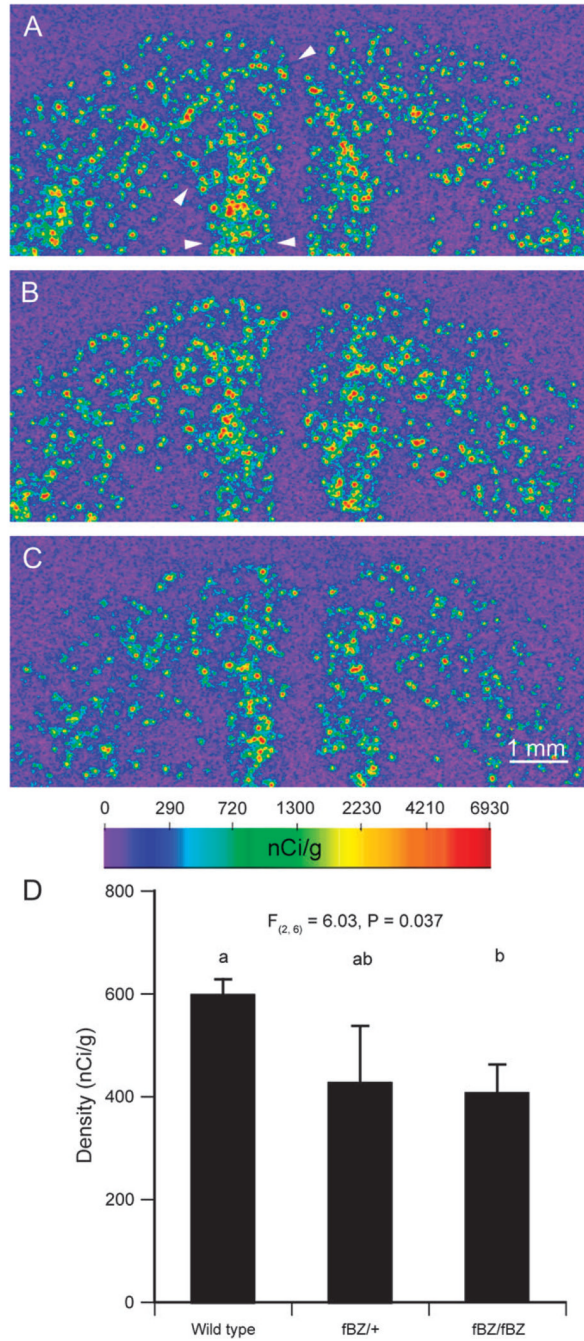 A
B
C
1 mm
0 290 720 1300 2230 4210 6930
nCi/g
D
800
F(2, 6) = 6.03, P = 0.037
a ab b
600
400
200
0
Density (nCi/g)
Wild type fBZ/+ fBZ/fBZ